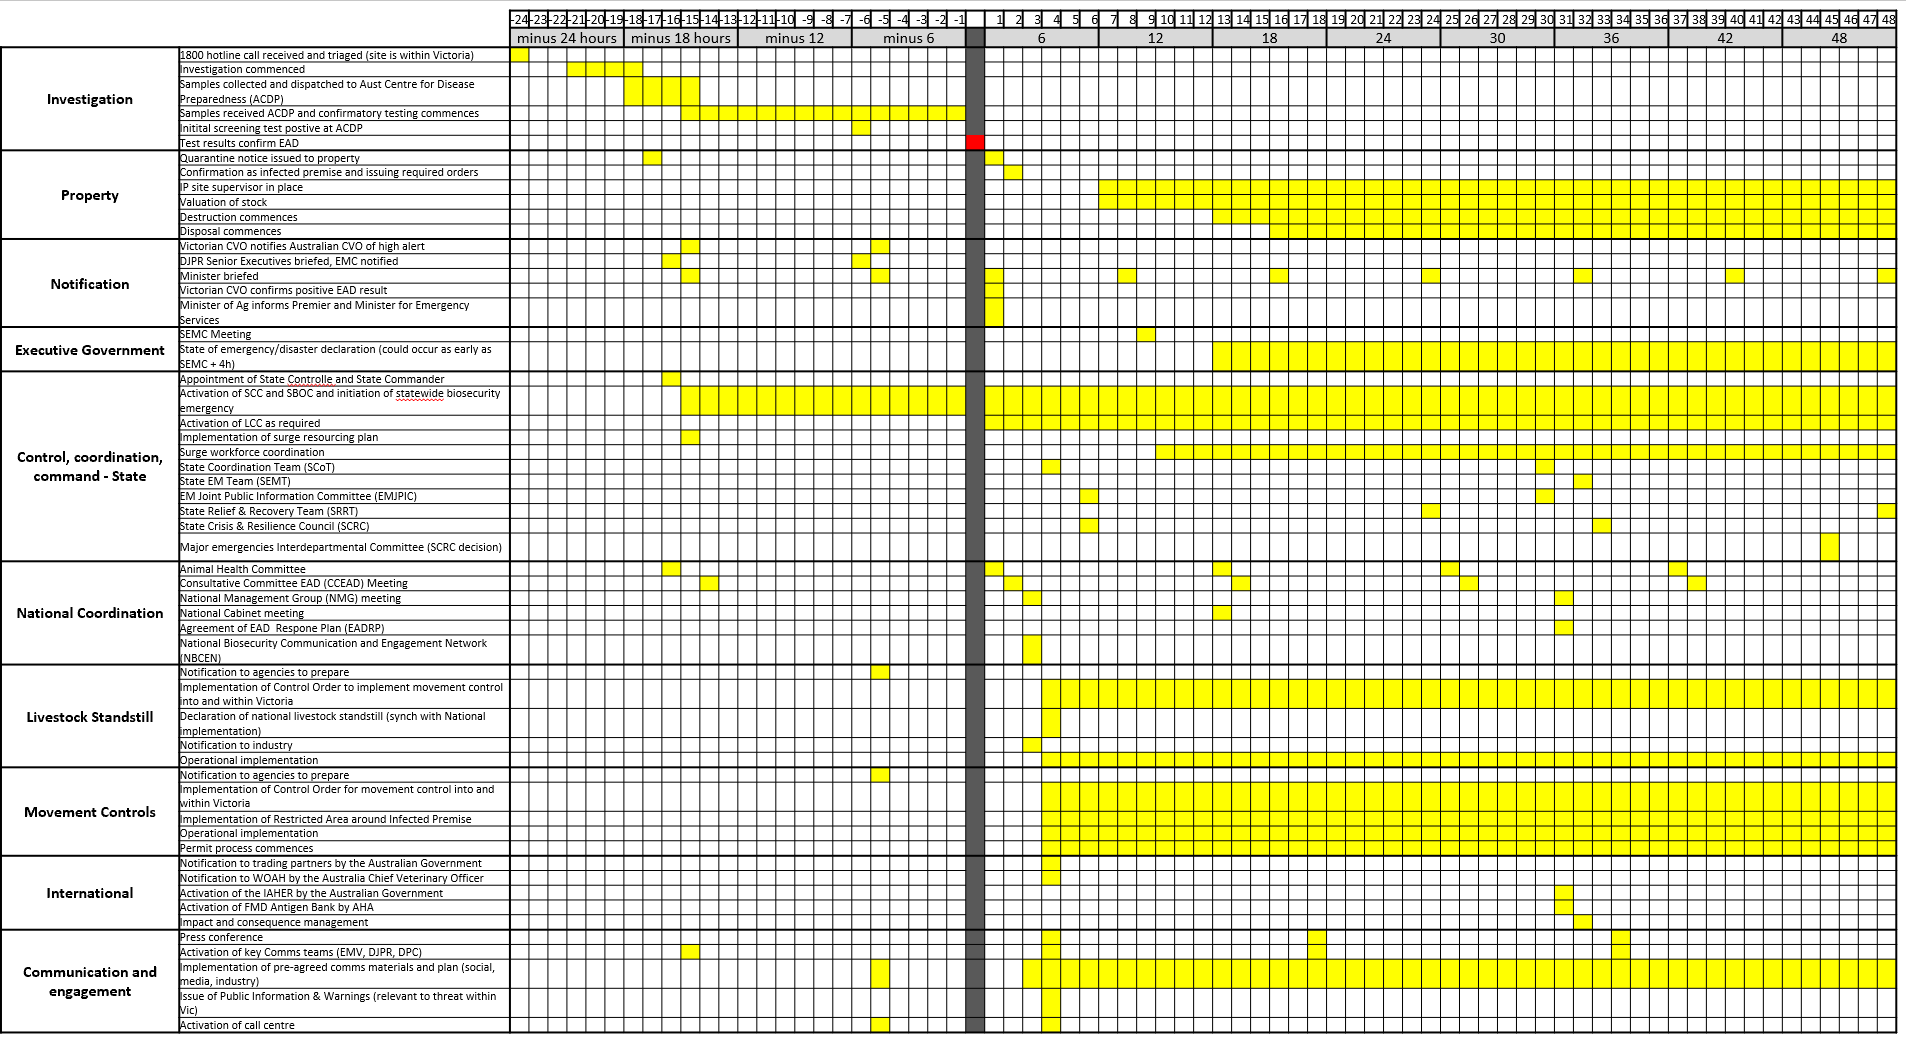 -24 -23 -22 -21 -20 -19 -18 -17 -16 -15 -14 -13 -12 -11 -10 -9 -8 -7 -6 -5 -4 -3 -2 -1 1 2 3 4 5 6 7 8 9 10 11 12 13 14 15 16 17 18 19 20 21 22 23 24 25 26 27 28 29 30 31 32 33 34 35 36 37 38 39 40 41 42 43 44 45 46 47 48
minus 24 hours minus 18 hours minus 12 minus 6 6 12 18 24 30 36 42 48
Investigation
1800 hotline call received and triaged (site is within Victoria)
Investigation commenced
Samples collected and dispatched to Aust Centre for Disease
Preparedness (ACDP)
Samples received ACDP and confirmatory testing commences
Initital screening test postive at ACDP
Test results confirm EAD
Property
Quarantine notice issued to property
Confirmation as infected premise and issuing required orders
IP site supervisor in place
Valuation of stock
Destruction commences
Disposal commences
Notification
Victorian CVO notifies Australian CVO of high alert
DJPR Senior Executives briefed, EMC notified
Minister briefed
Victorian CVO confirms positive EAD result
Minister of Ag informs Premier and Minister for Emergency
Services
Executive Government
SEMC Meeting
State of emergency/disaster declaration (could occur as early as
SEMC + 4h)
Control, coordination,
command - State
Appointment of State Controlle and State Commander
Activation of SCC and SBOC and initiation of statewide biosecurity
emergency
Activation of LCC as required
Implementation of surge resourcing plan
Surge workforce coordination
State Coordination Team (SCoT)
State EM Team (SEMT)
EM Joint Public Information Committee (EMJPIC)
State Relief & Recovery Team (SRRT)
State Crisis & Resilience Council (SCRC)
Major emergencies Interdepartmental Committee (SCRC decision)
National Coordination
Animal Health Committee
Consultative Committee EAD (CCEAD) Meeting
National Management Group (NMG) meeting
National Cabinet meeting
Agreement of EAD  Respone Plan (EADRP)
National Biosecurity Communication and Engagement Network
(NBCEN)
Livestock Standstill
Notification to agencies to prepare
Implementation of Control Order to implement movement control
into and within Victoria
Declaration of national livestock standstill (synch with National
implementation)
Notification to industry
Operational implementation
Movement Controls
Notification to agencies to prepare
Implementation of Control Order for movement control into and
within Victoria
Implementation of Restricted Area around Infected Premise
Operational implementation
Permit process commences
International
Notification to trading partners by the Australian Government
Notification to WOAH by the Australia Chief Veterinary Officer
Activation of the IAHER by the Australian Government
Activation of FMD Antigen Bank by AHA
Impact and consequence management
Communication and
engagement
Press conference
Activation of key Comms teams (EMV, DJPR, DPC)
Implementation of pre-agreed comms materials and plan (social,
media, industry)
Issue of Public Information & Warnings (relevant to threat within
Vic)
Activation of call centre